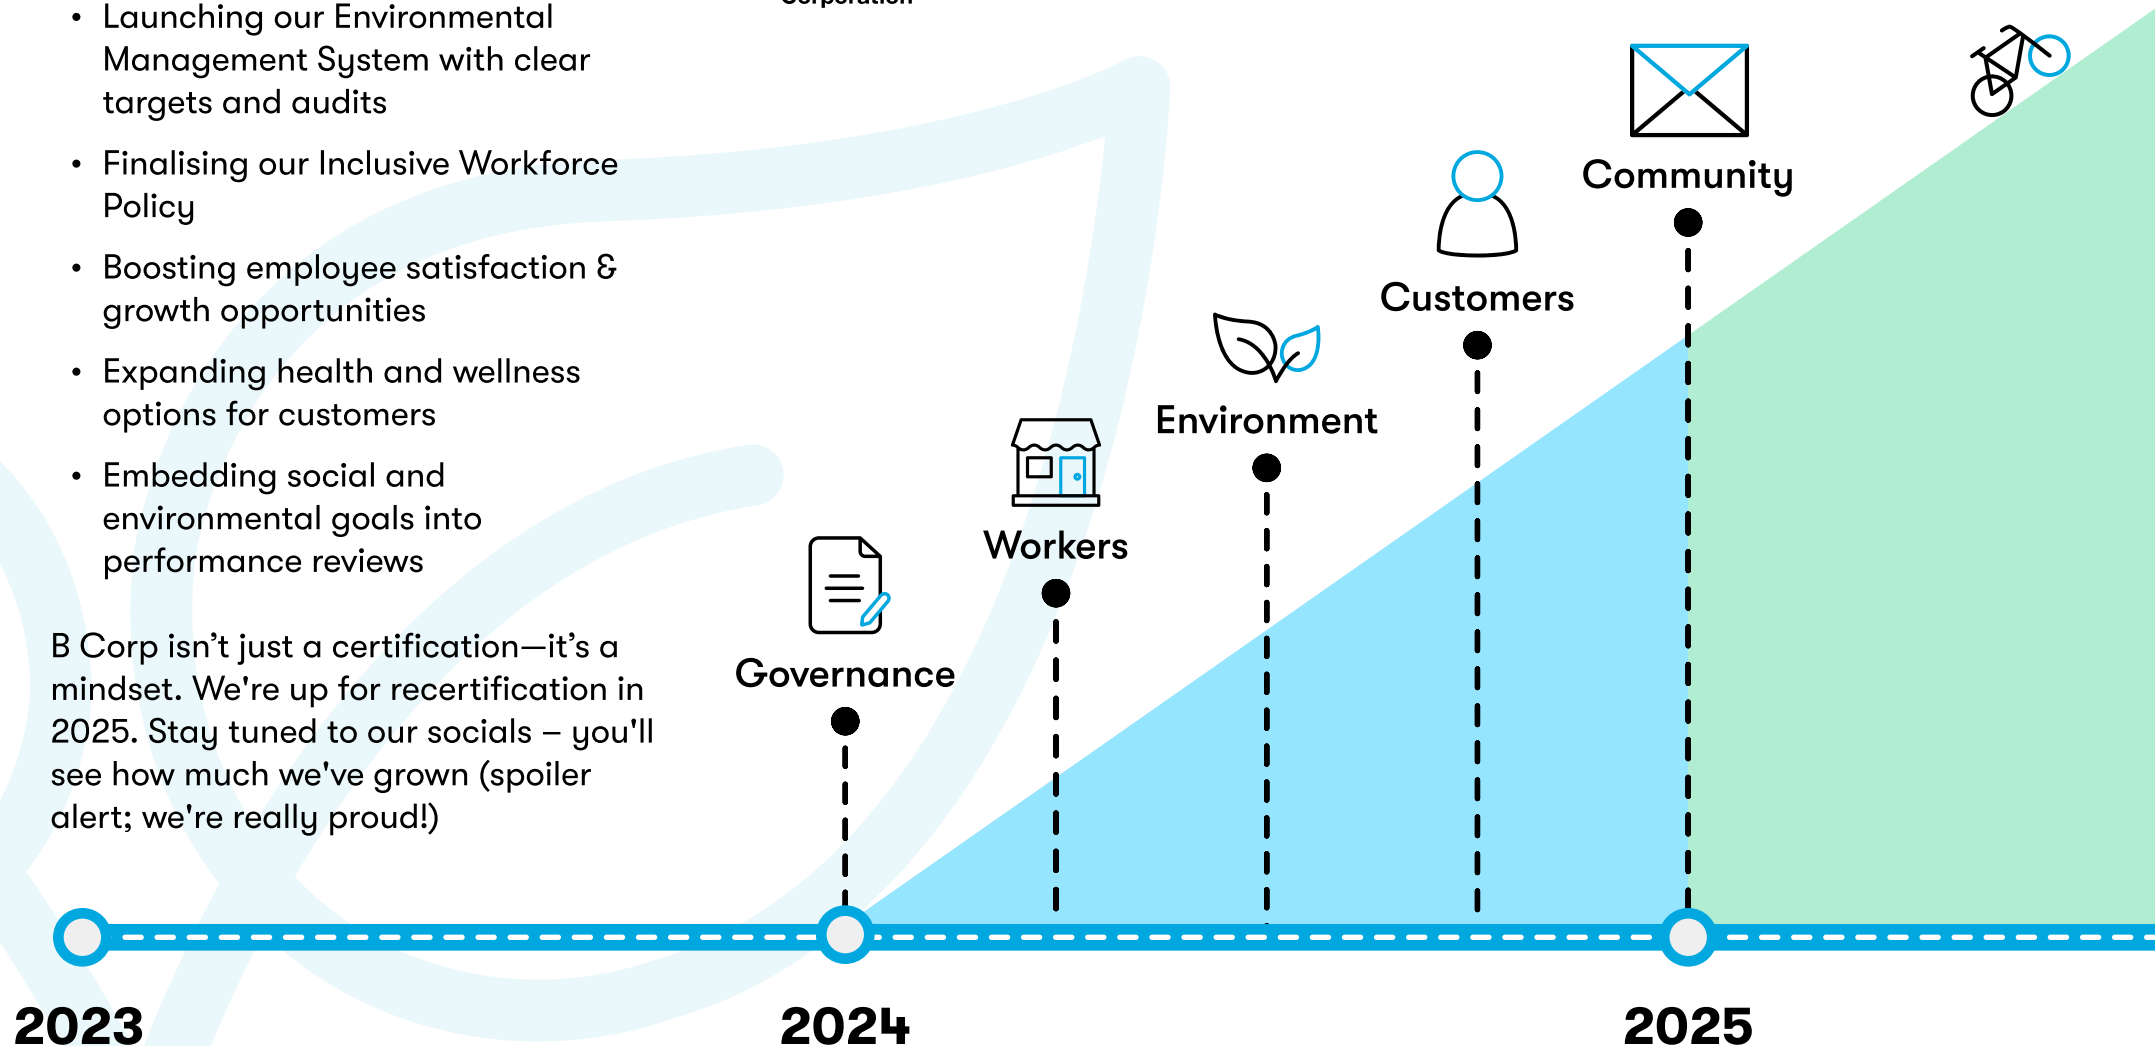 • Launching our Environmental
Management System with clear
targets and audits
• Finalising our Inclusive Workforce
Policy
• Boosting employee satisfaction &
growth opportunities
• Expanding health and wellness
options for customers
• Embedding social and
environmental goals into
performance reviews
B Corp isn’t just a certification—it’s a
mindset. We're up for recertification in
2025. Stay tuned to our socials – you'll
see how much we've grown (spoiler
alert; we're really proud!)
Corporation
Community
Customers
Environment
Workers
Governance
2023
2024
2025